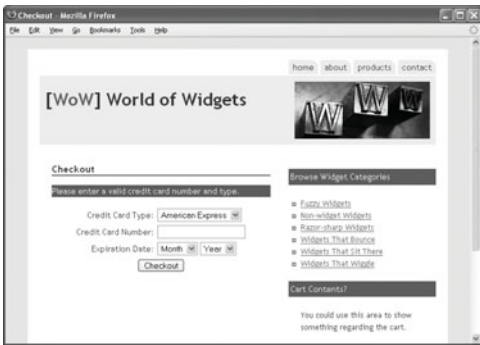 Checkout - Mozilla Firefox
File Edit View Go Bookmarks Tools Help
home about products contact
[WoW] World of Widgets
W W W
Checkout
Please enter a valid credit card number and type.
Credit Card Type: American Express
Credit Card Number:
Expiration Date: Month Year
Checkout
Browse Widget Categories
Fuzzy Widgets
Non-widget Widgets
Razor-sharp Widgets
Widgets That Bounce
Widgets That Sit There
Widgets That Wiggle
Cart Contents?
You could use this area to show
something regarding the cart.